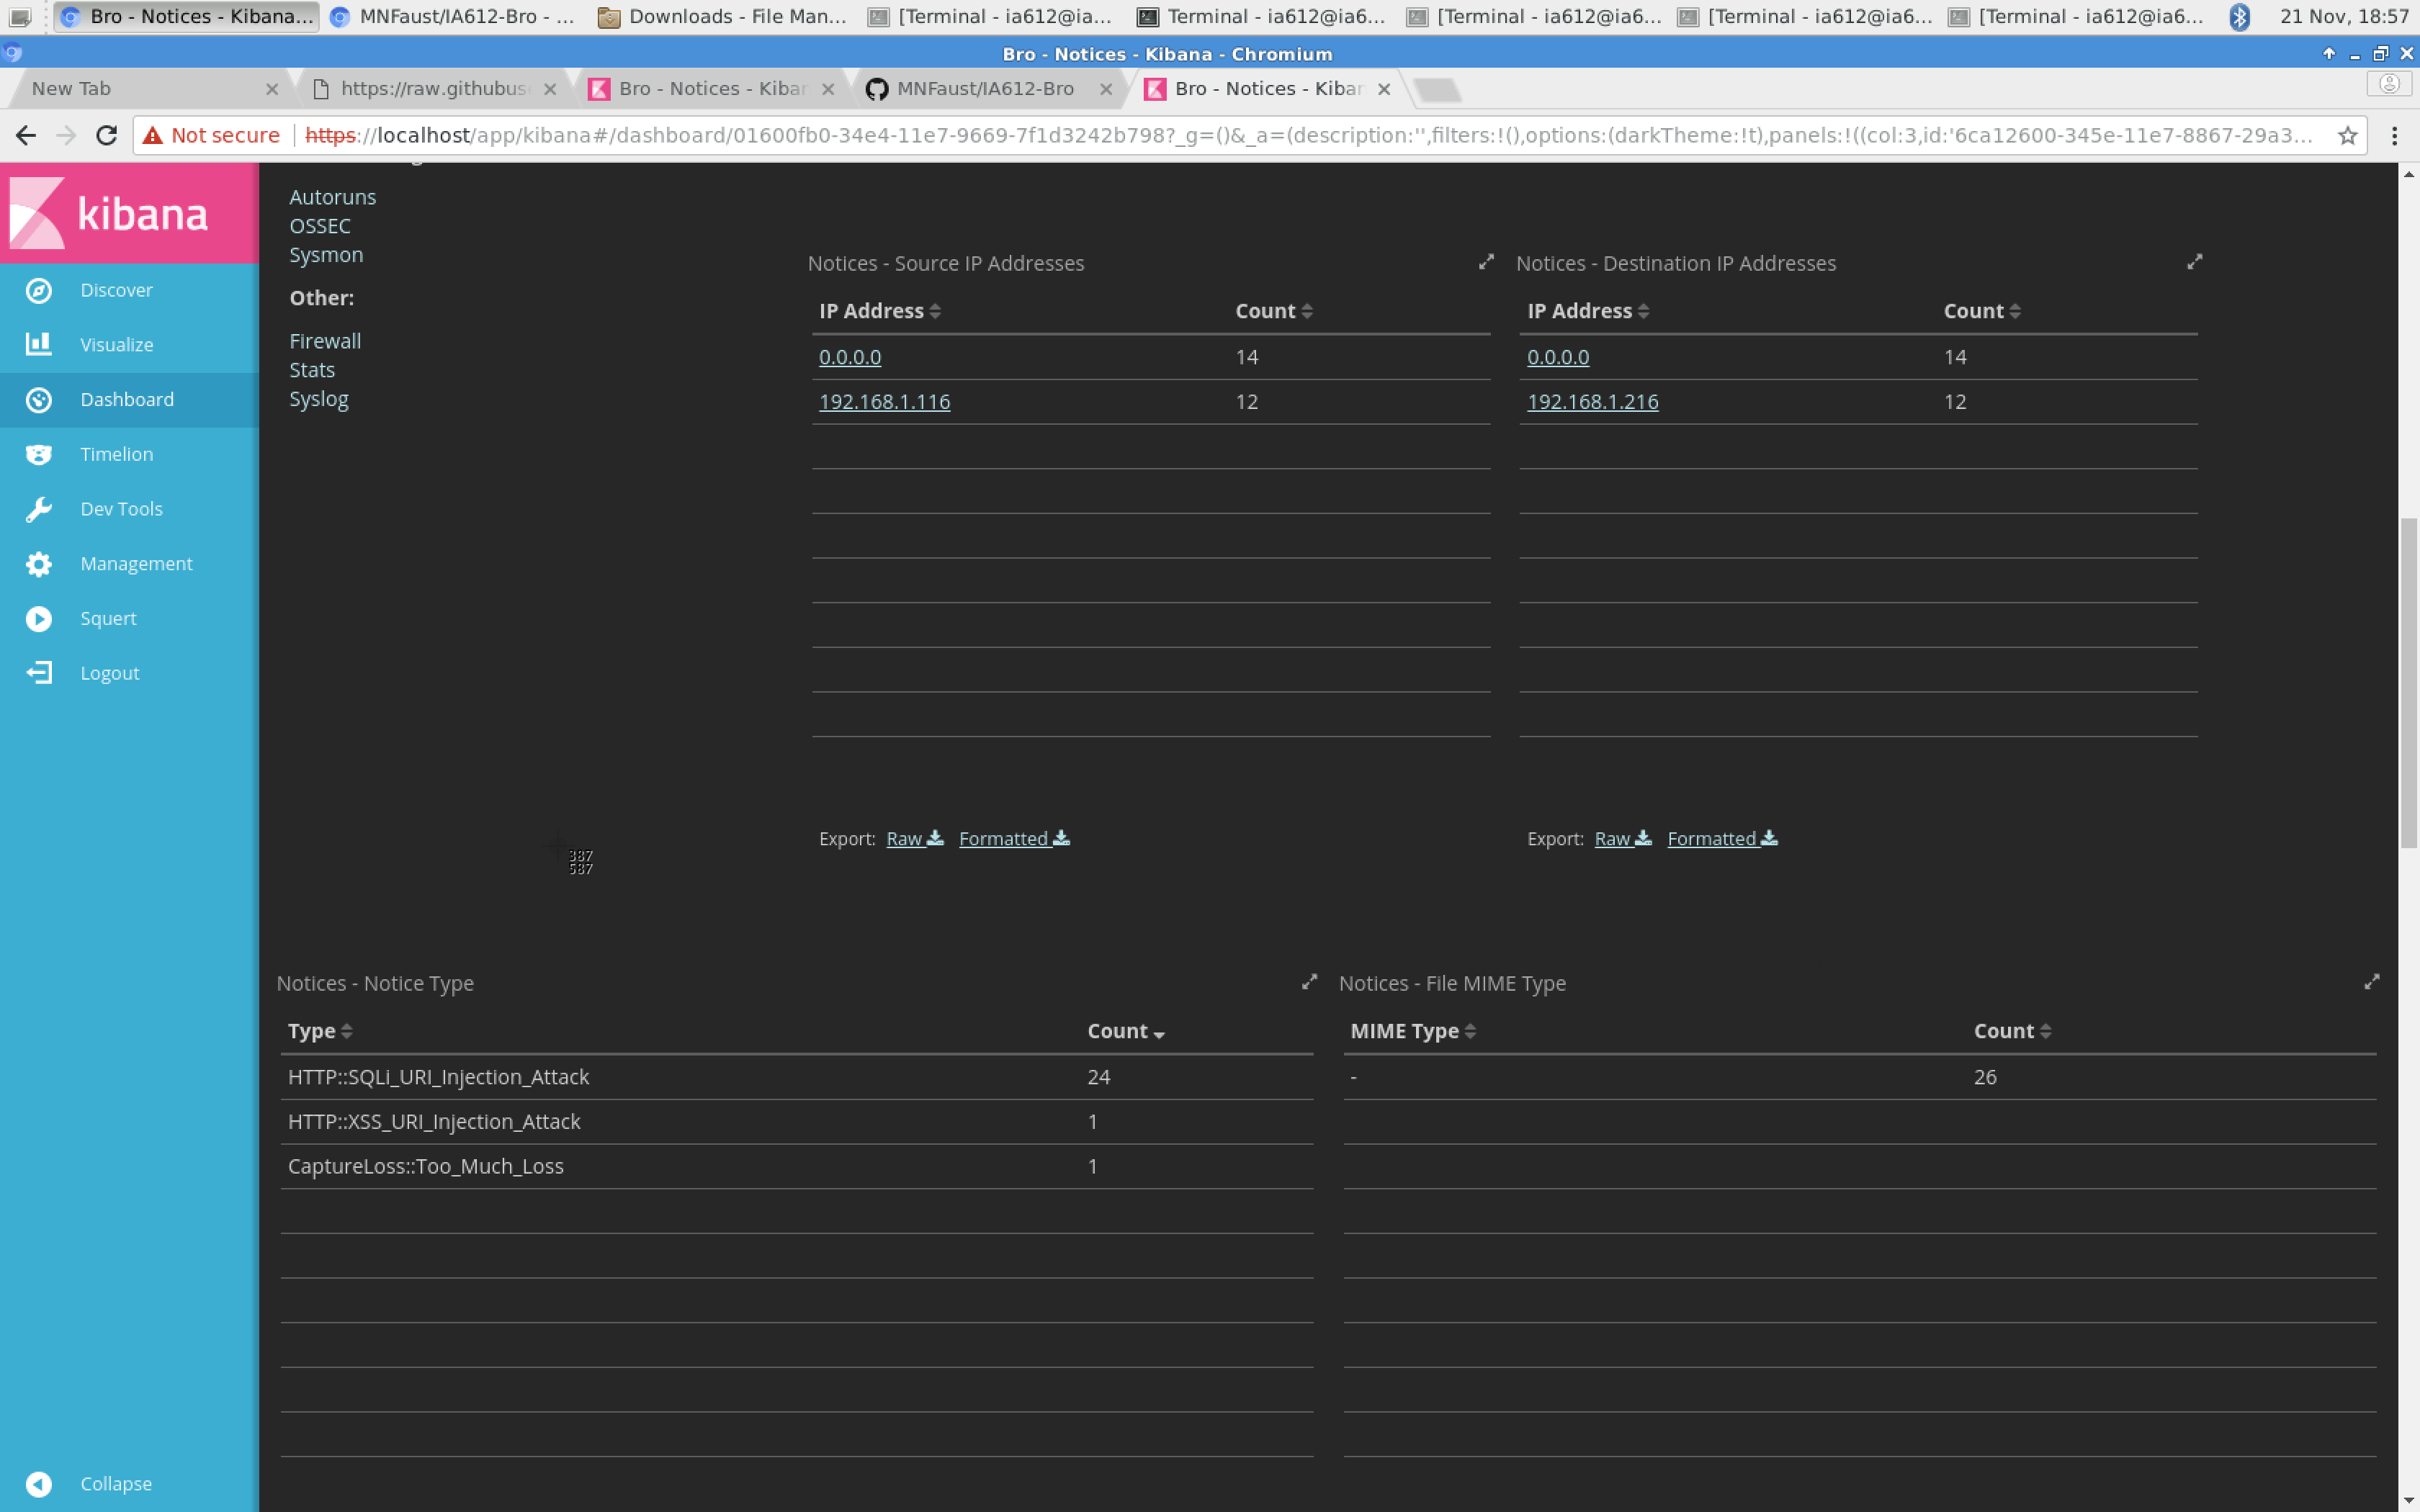 Bro - Notices - Kibana... MNFaust/IA612-Bro - ... Downloads - File Man... [Terminal - ia612@ia... Terminal - ia612@ia6... [Terminal - ia612@ia6... [Terminal - ia612@ia6... [Terminal - ia612@ia6... 21 Nov, 18:57
Bro - Notices - Kibana - Chromium
New Tab https://raw.githubus Bro - Notices - Kibar MNFaust/IA612-Bro Bro - Notices - Kibar
Not secure https://localhost/app/kibana#/dashboard/01600fb0-34e4-11e7-9669-7f1d3242b798?_g=()&_a=(description:'',filters:!(),options:(darkTheme:!t),panels:!((col:3,id:'6ca12600-345e-11e7-8867-29a3...
kibana
Discover
Visualize
Dashboard
Timelion
Dev Tools
Management
Squert
Logout
Collapse
Autoruns
OSSEC
Sysmon
Other:
Firewall
Stats
Syslog
Notices - Source IP Addresses
IP Address Count
0.0.0.0 14
192.168.1.116 12
Export: Raw Formatted
Notices - Destination IP Addresses
IP Address Count
0.0.0.0 14
192.168.1.216 12
Export: Raw Formatted
387
587
Notices - Notice Type
Type Count
HTTP::SQLi_URI_Injection_Attack 24
HTTP::XSS_URI_Injection_Attack 1
CaptureLoss::Too_Much_Loss 1
Notices - File MIME Type
MIME Type Count
- 26